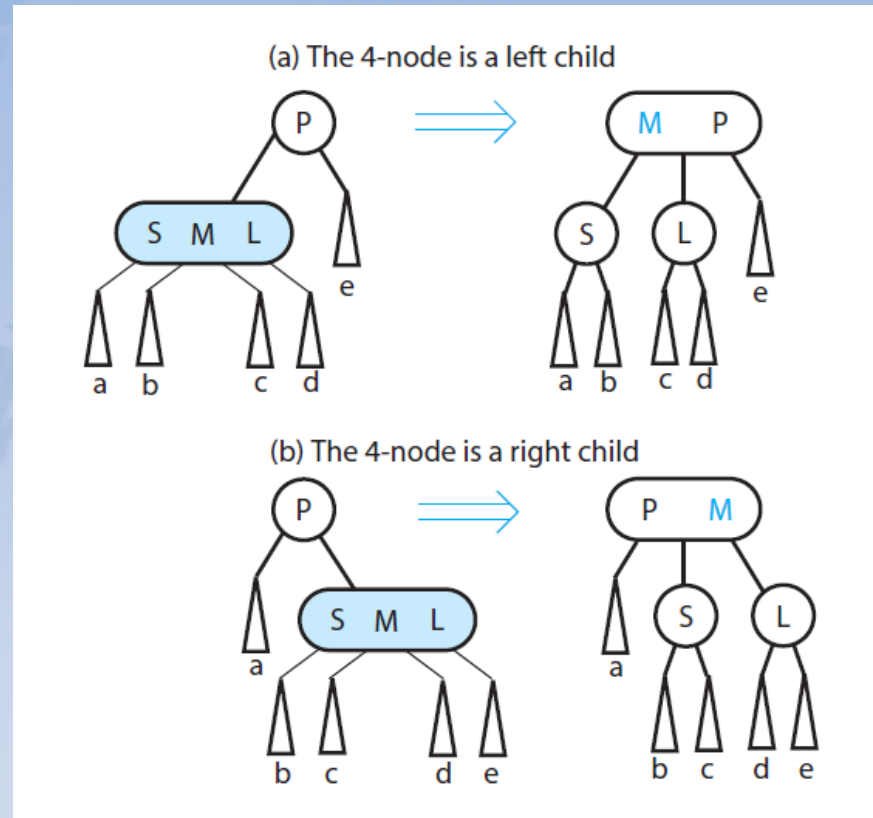 (a) The 4-node is a left child
P
M P
S M L
S
L
e
e
a b c d
a b c d
(b) The 4-node is a right child
P
P M
S M L
S
L
a
a
b c d e
b c d e